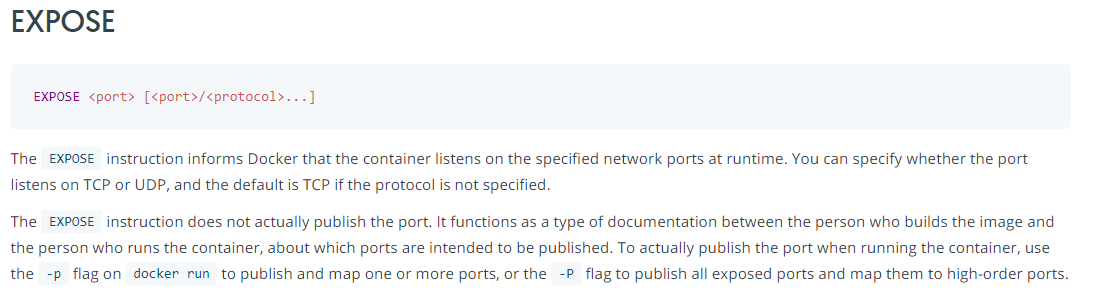 EXPOSE
EXPOSE <port> [<port>/<protocol>...]
The EXPOSE instruction informs Docker that the container listens on the specified network ports at runtime. You can specify whether the port
listens on TCP or UDP, and the default is TCP if the protocol is not specified.
The EXPOSE instruction does not actually publish the port. It functions as a type of documentation between the person who builds the image and
the person who runs the container, about which ports are intended to be published. To actually publish the port when running the container, use
the -p flag on docker run to publish and map one or more ports, or the -P flag to publish all exposed ports and map them to high-order ports.